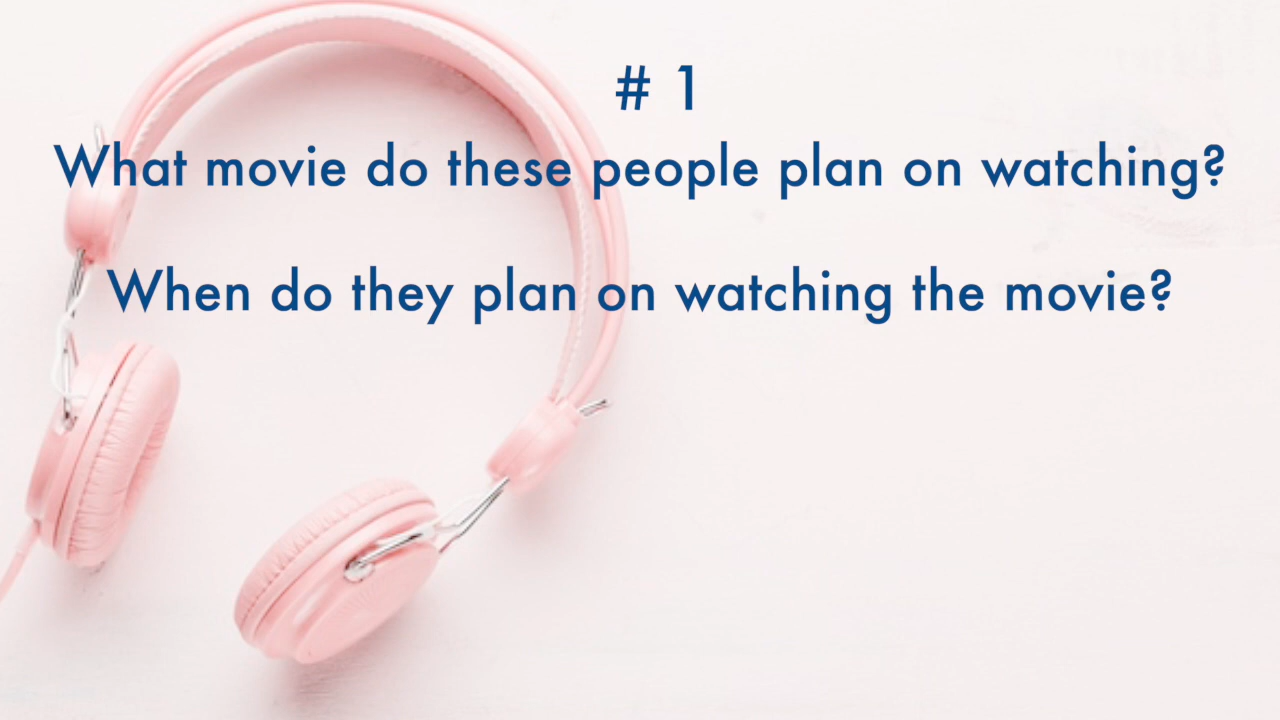 # 1
What movie do these people plan on watching?
When do they plan on watching the movie?